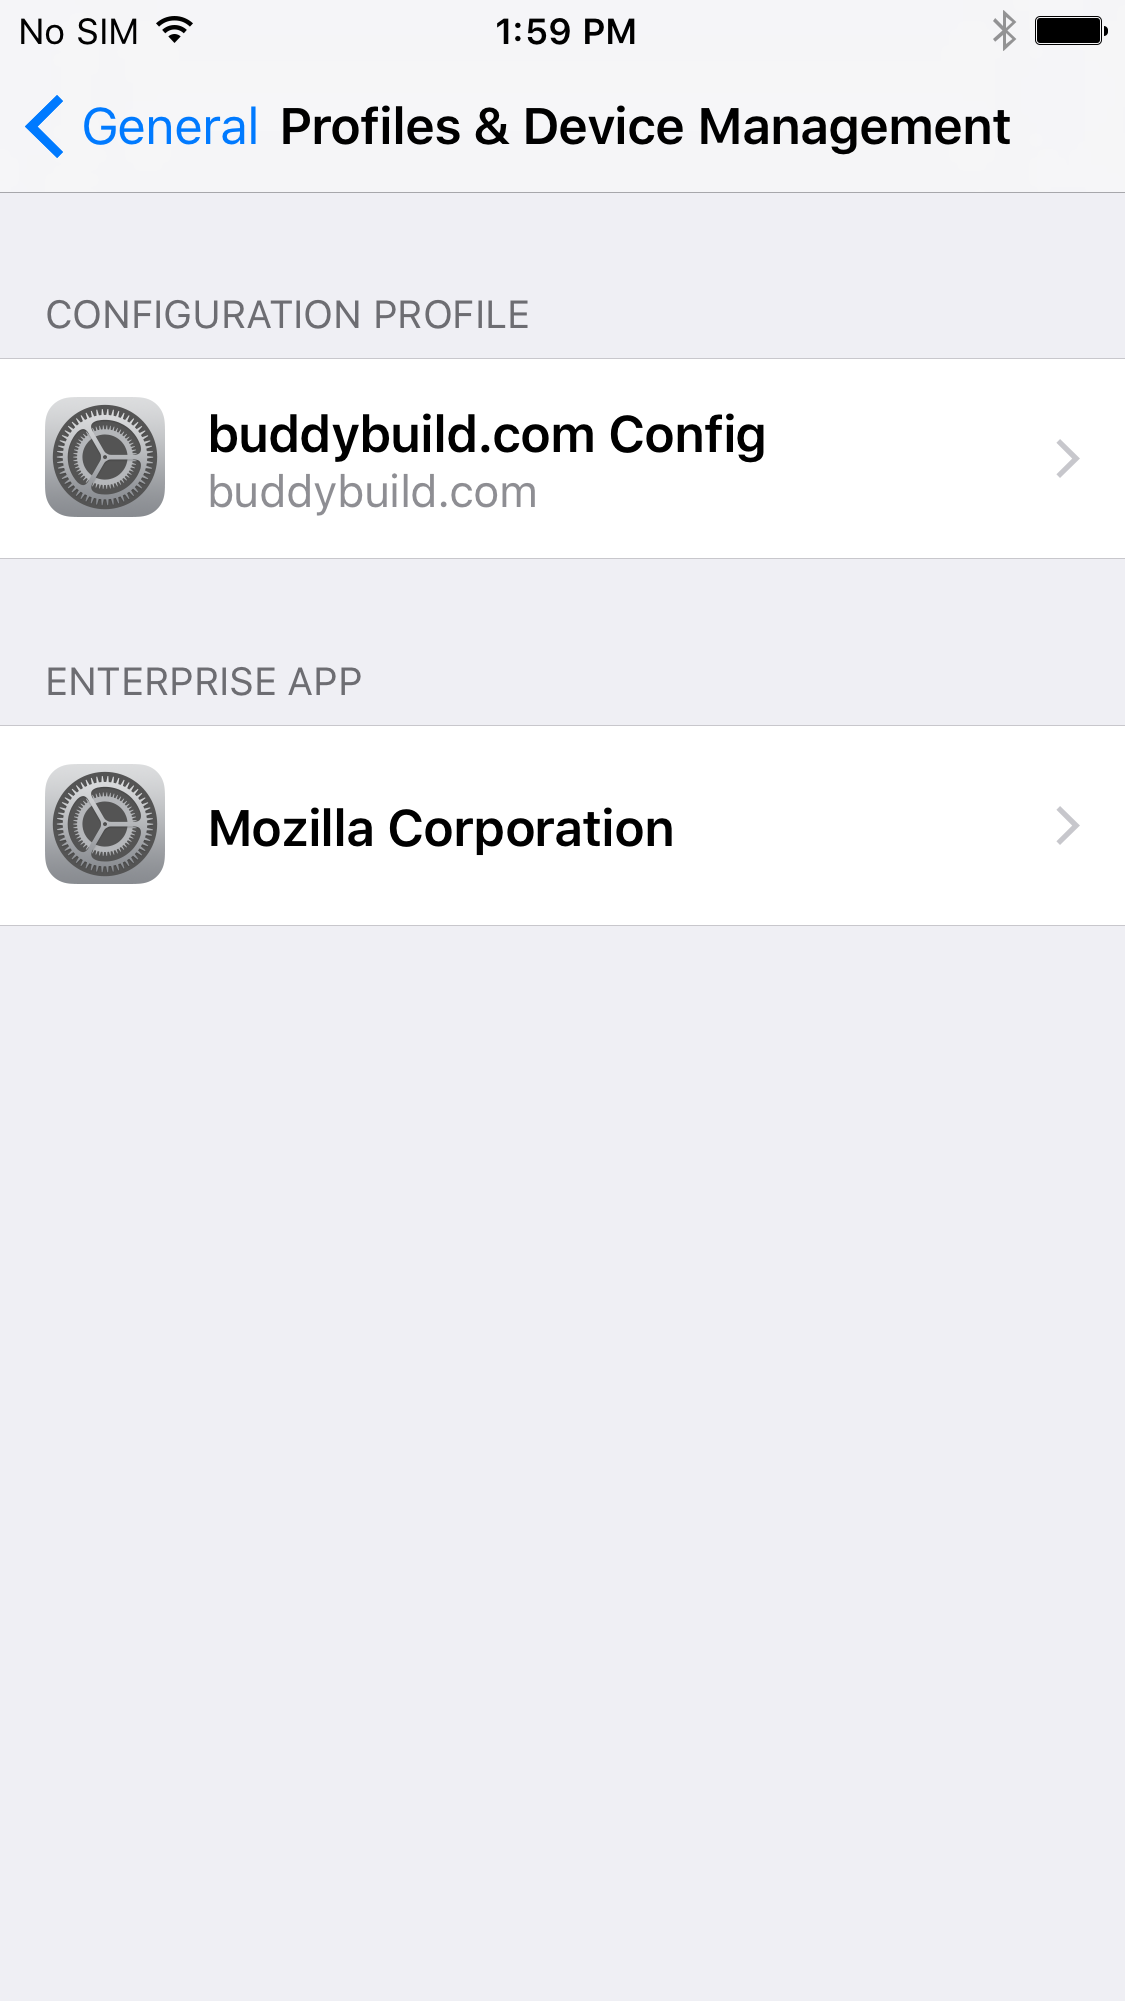 No SIM 1:59 PM
General Profiles & Device Management
CONFIGURATION PROFILE
buddybuild.com Config
buddybuild.com
ENTERPRISE APP
Mozilla Corporation